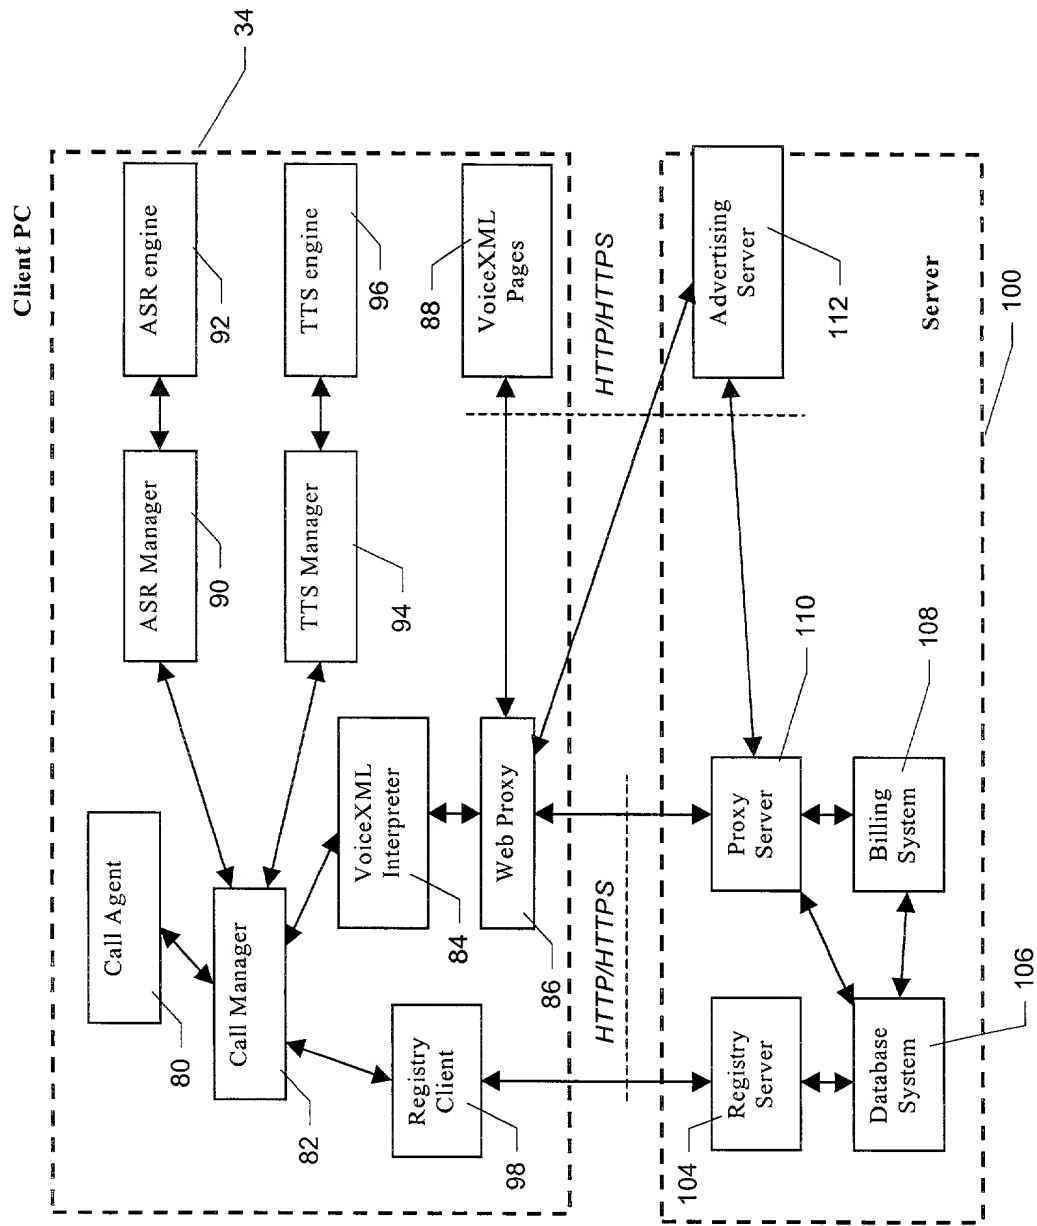 Client PC
34
Call Agent
80
Call Manager
82
ASR Manager
90
ASR engine
92
TTS Manager
94
TTS engine
96
VoiceXML
Interpreter
84
Registry
Client
98
Web Proxy
86
VoiceXML
Pages
88
HTTP/HTTPS
HTTP/HTTPS
Registry
Server
104
Proxy
Server
110
Advertising
Server
112
Database
System
106
Billing
System
108
Server
100